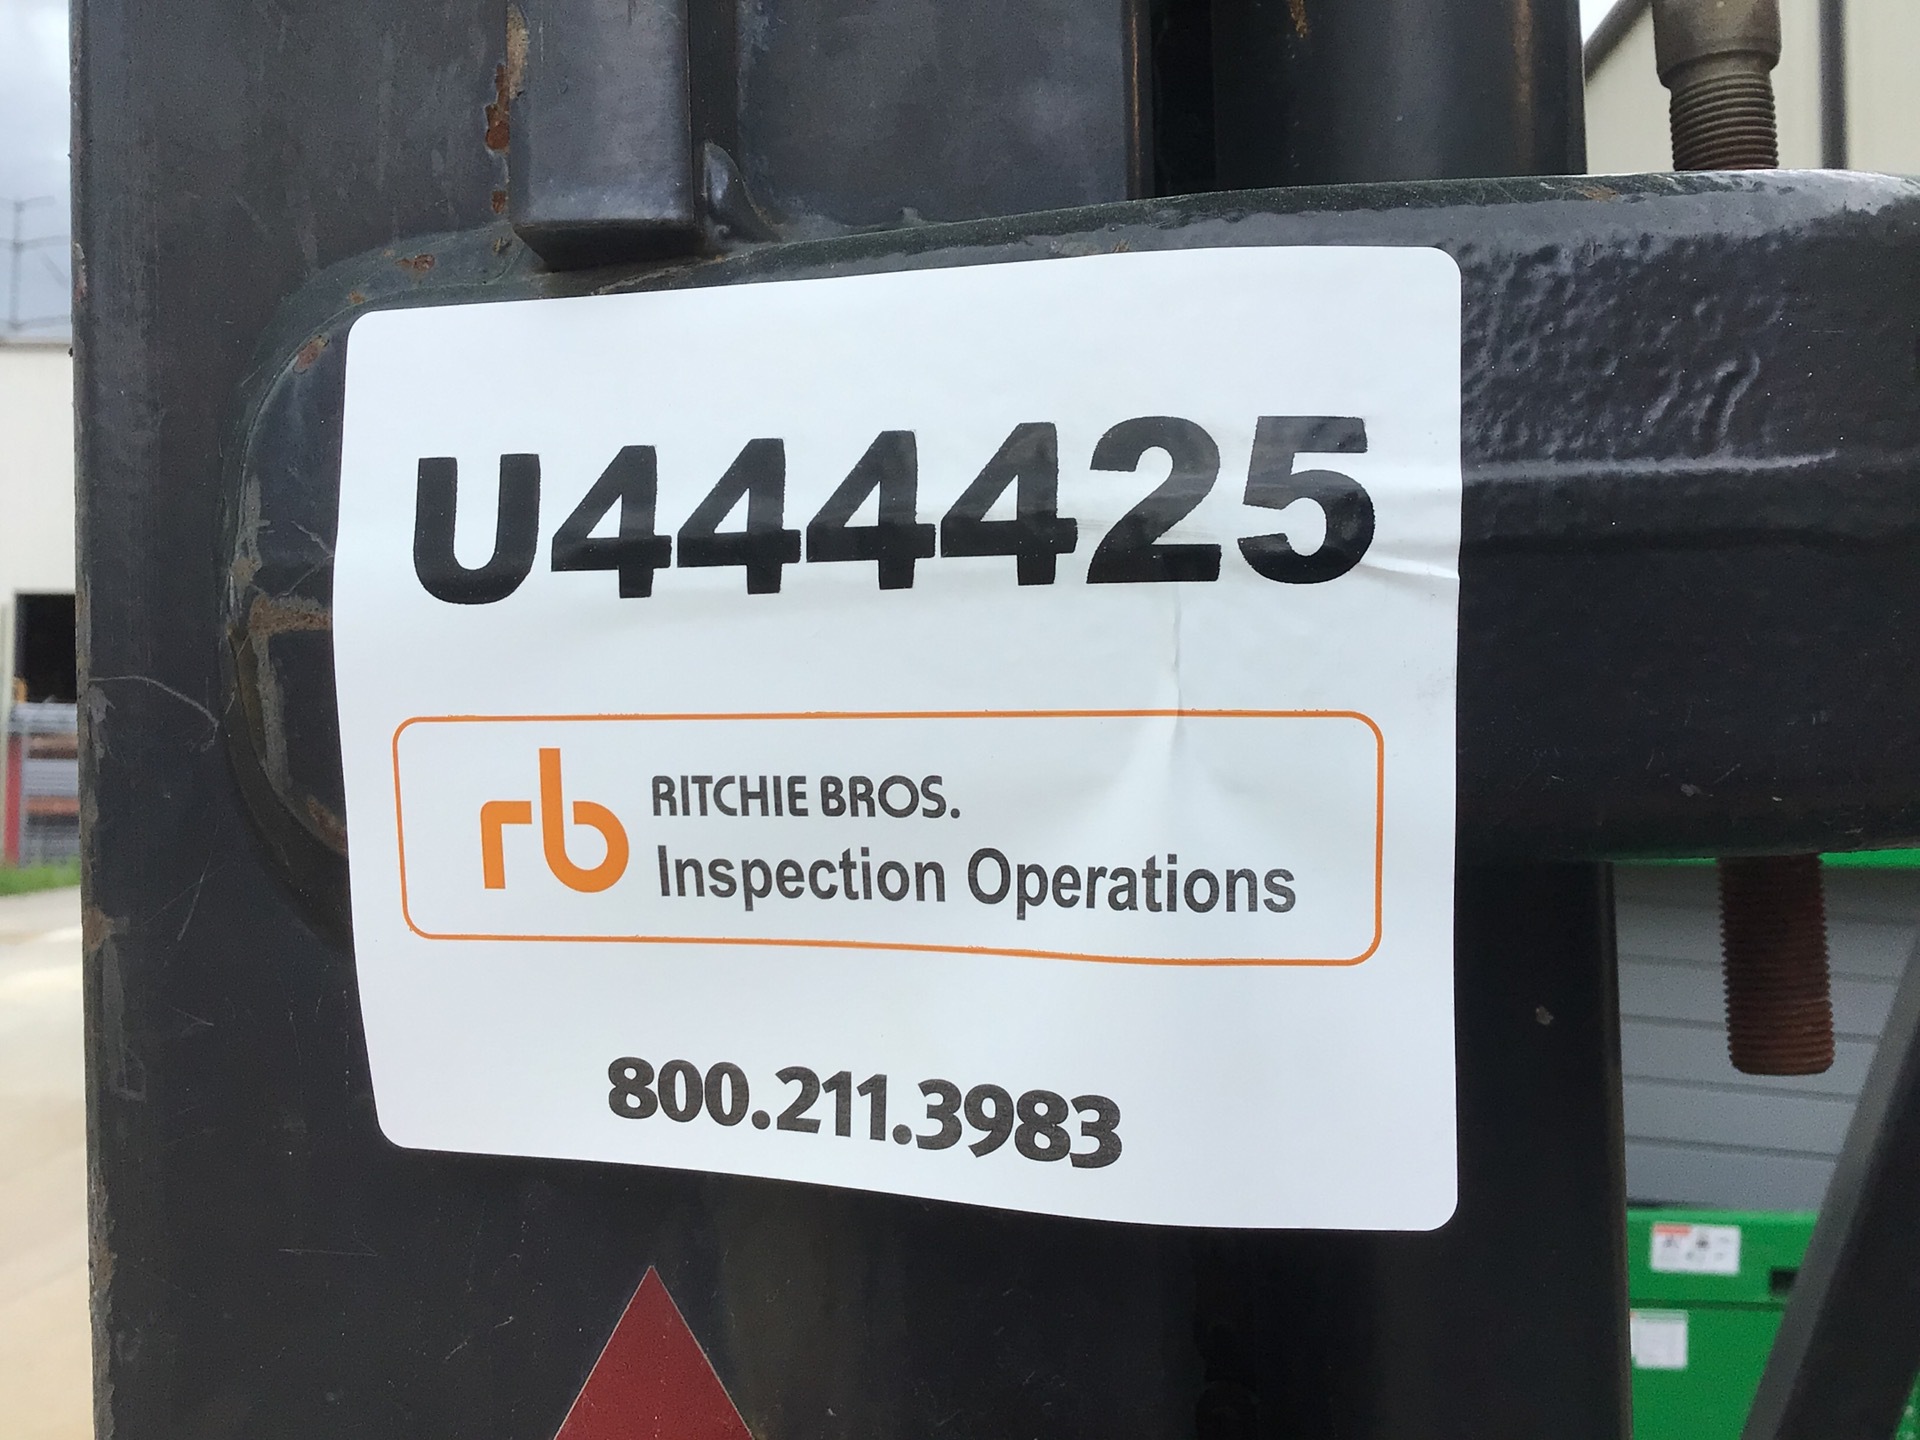 U444425
rb RITCHIE BROS.
Inspection Operations
800.211.3983